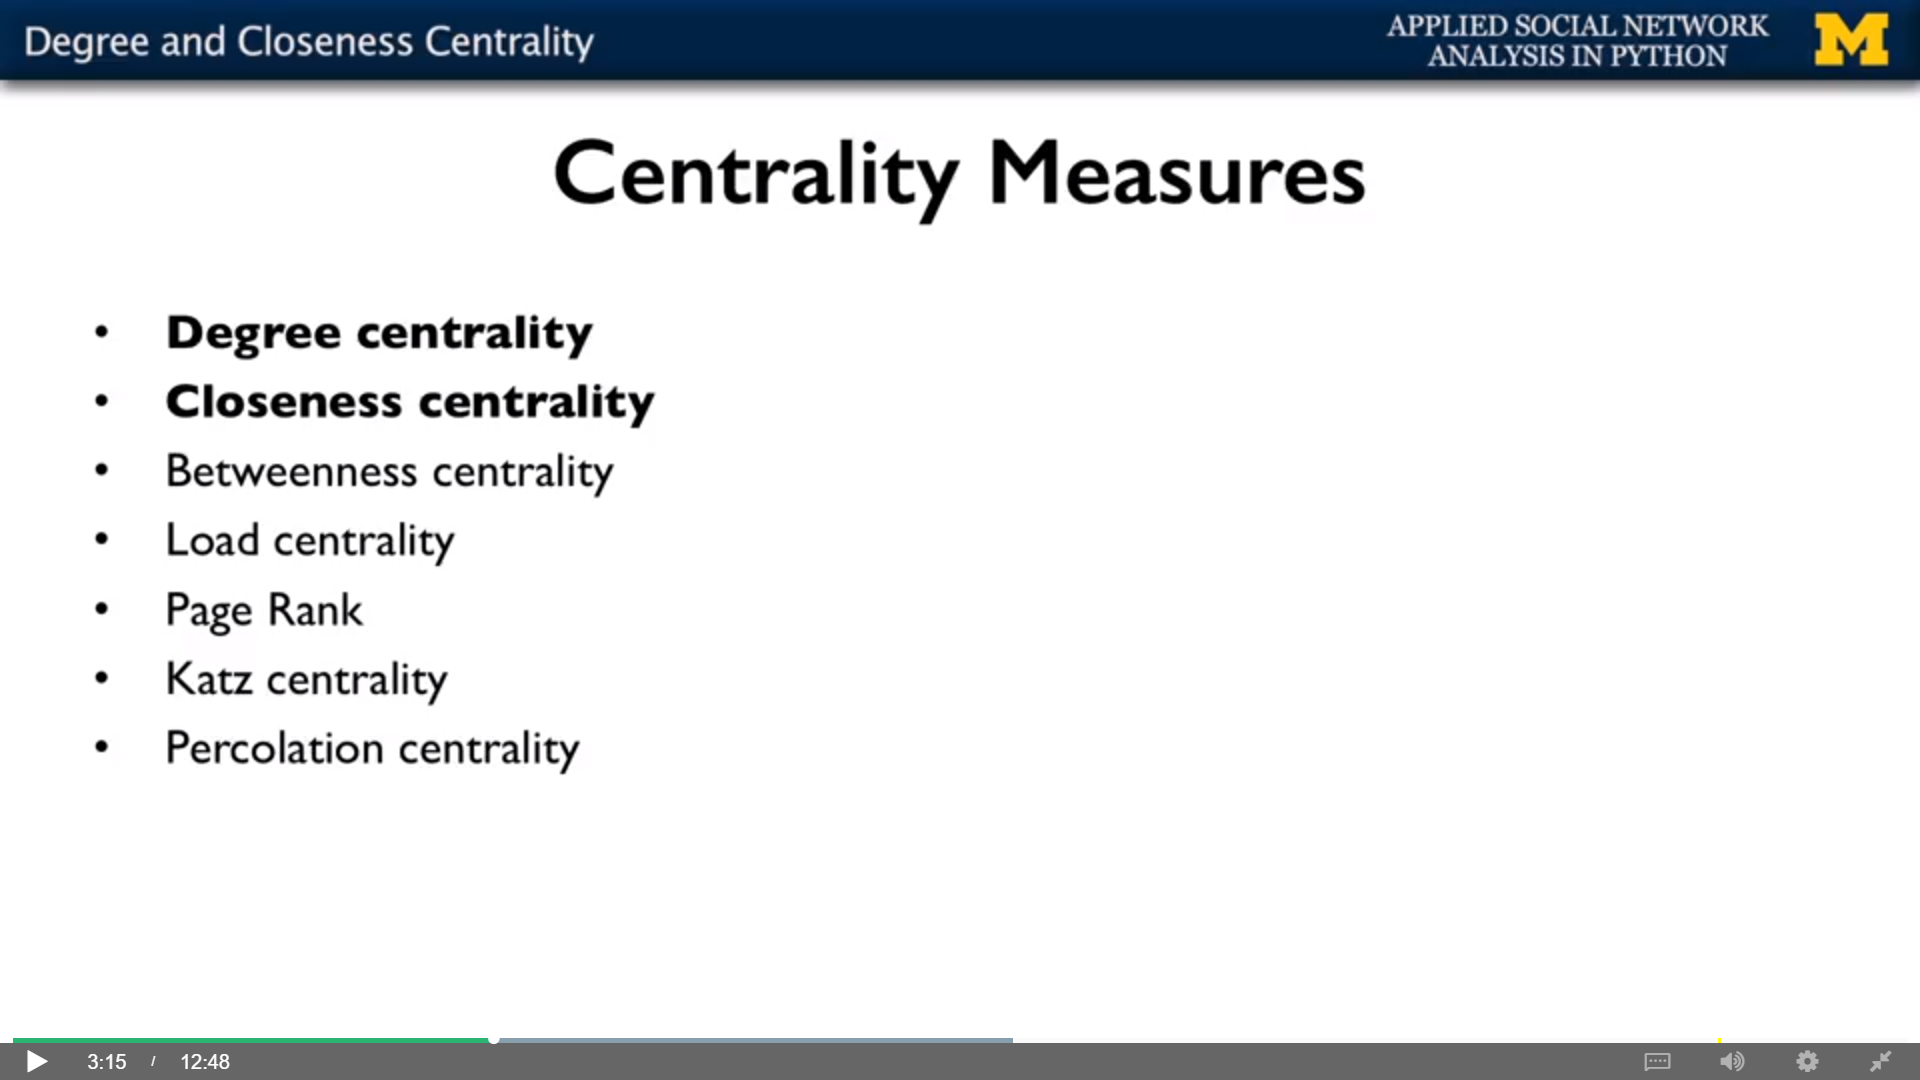 Degree and Closeness Centrality
APPLIED SOCIAL NETWORK
ANALYSIS IN PYTHON
M
Centrality Measures
• Degree centrality
• Closeness centrality
• Betweenness centrality
• Load centrality
• Page Rank
• Katz centrality
• Percolation centrality
3:15 / 12:48